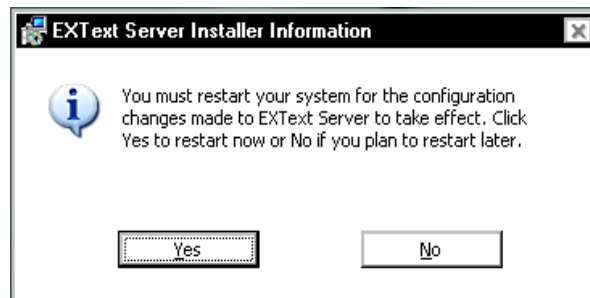 EXText Server Installer Information
You must restart your system for the configuration
changes made to EXText Server to take effect. Click
Yes to restart now or No if you plan to restart later.
Yes
No